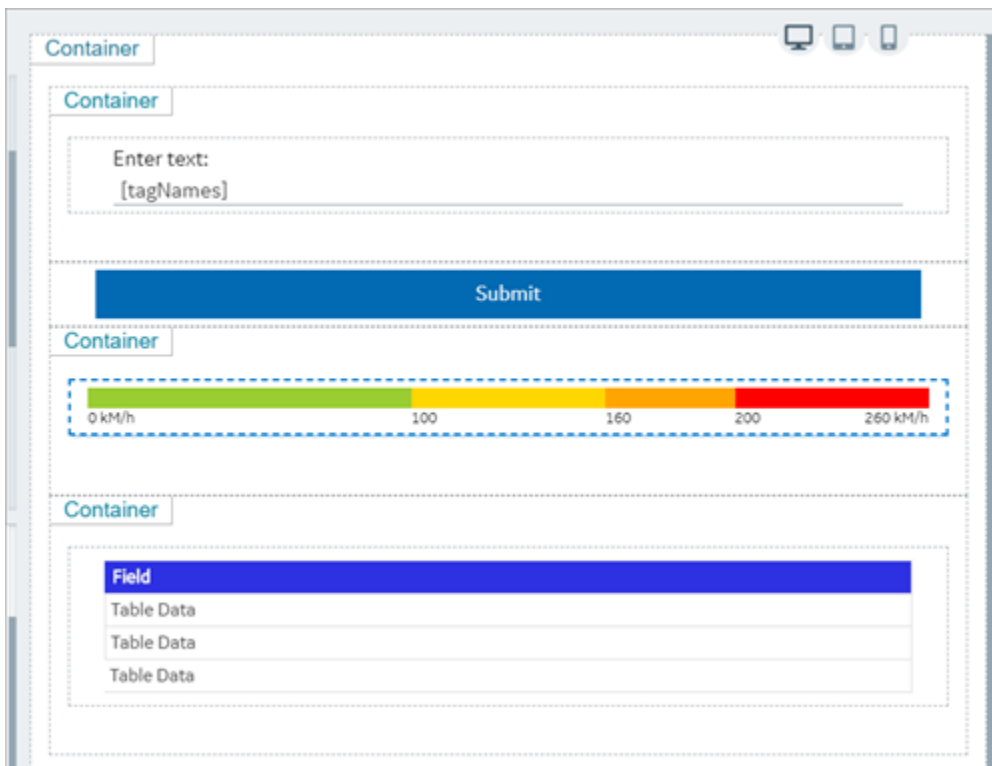 Container
Container
Enter text:
[tagNames]
Submit
Container
0 kM/h 100 160 200 260 kM/h
Container
Field
Table Data
Table Data
Table Data